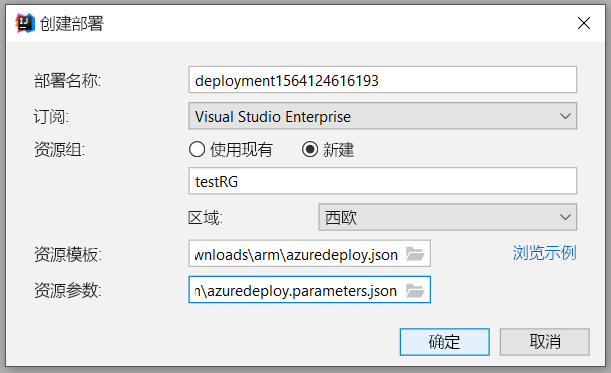 创建部署
部署名称: deployment1564124616193
订阅: Visual Studio Enterprise
资源组: 使用现有 新建
testRG
区域: 西欧
资源模板: wnloads\arm\azuredeploy.json 浏览示例
资源参数: n\azuredeploy.parameters.json
确定 取消